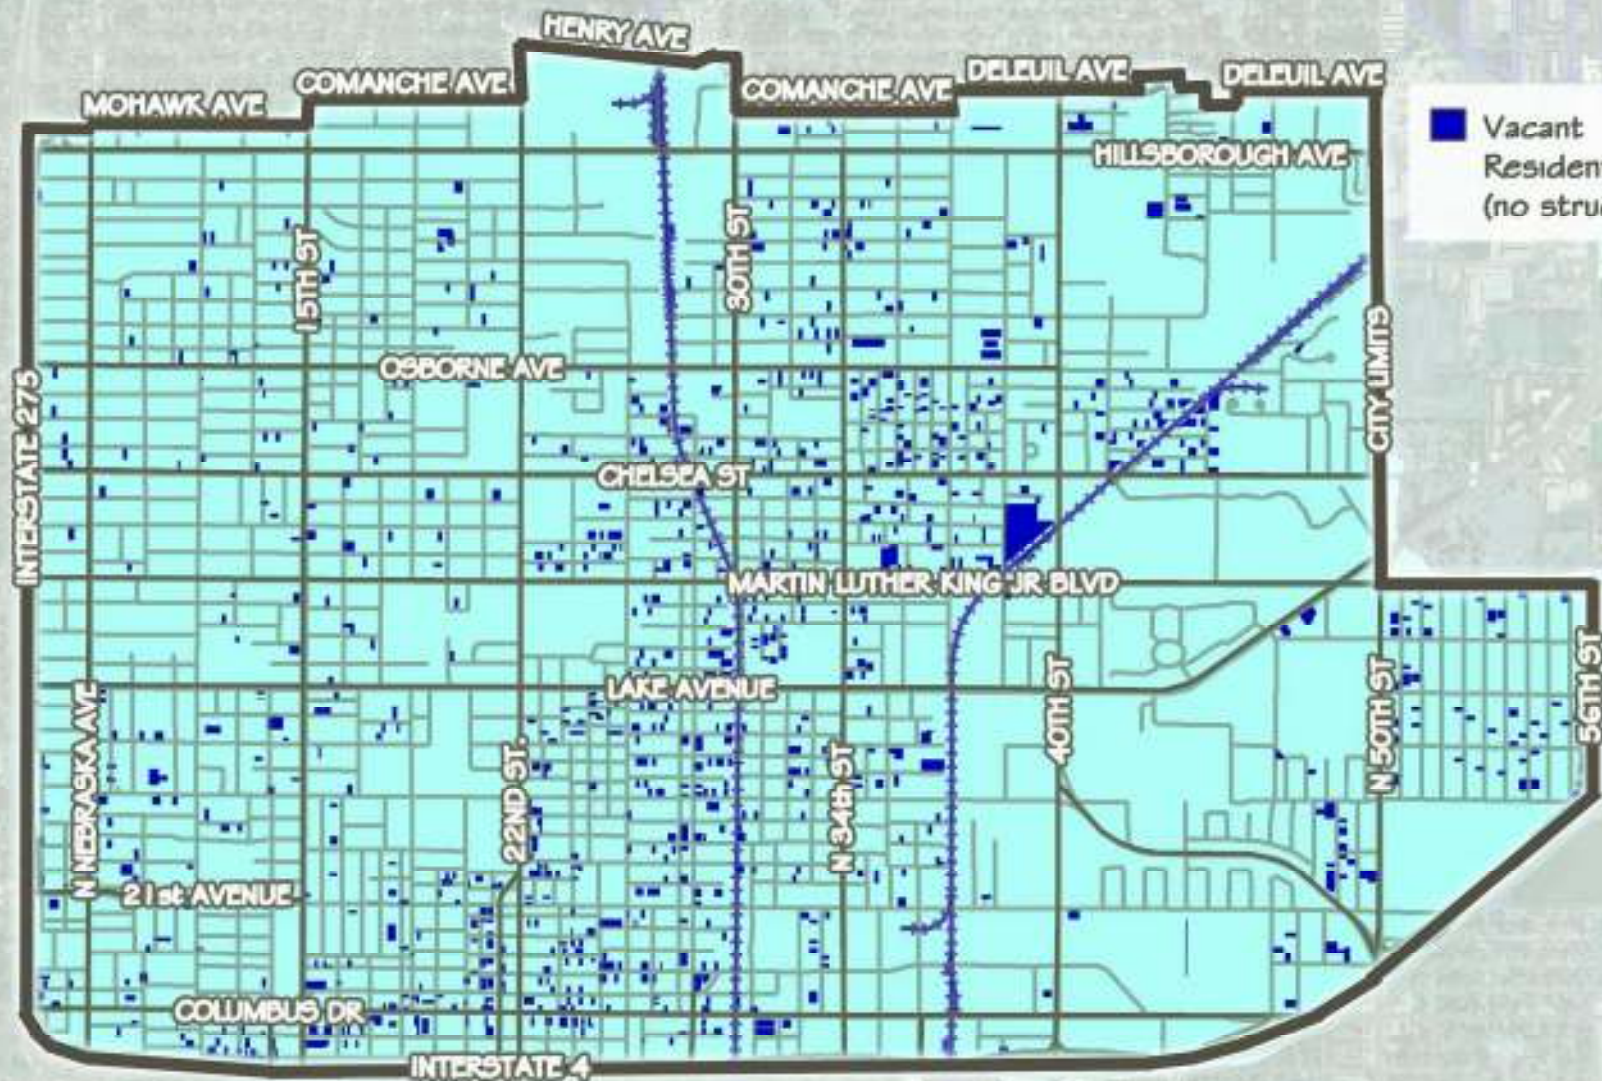 HENRY AVE
DELEUIL AVE
DELEUIL AVE
COMANCHE AVE
COMANCHE AVE
MOHAWK AVE
HILLSBOROUGH AVE
Vacant
(no
15TH ST
30TH ST
OSBORNE AVE
CITY LIMITS
INTERSTATE 275
CHELSEA ST
MARTIN LUTHER KING JR BLVD
LAKE AVENUE
N NEBRASKA AVE
22ND ST.
N 34th ST
40TH ST
N 50TH ST
56TH ST
21st AVENUE
COLUMBUS DR
INTERSTATE 4